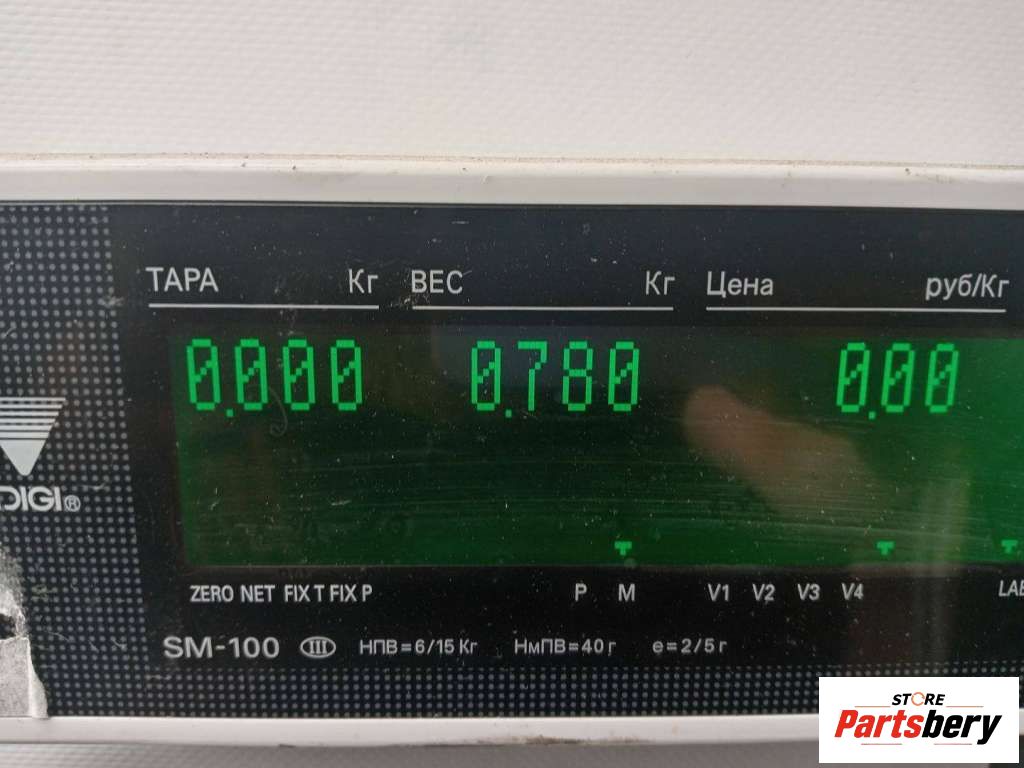 ТАРА Кг ВЕС Кг Цена руб/Кг
0.000 0.780 0.00
DIGI®
ZERO NET FIX T FIX P P M V1 V2 V3 V4
SM-100 III НПВ=6/15 Кг НмПВ=40 г е=2/5 г
STORE
Partsbery